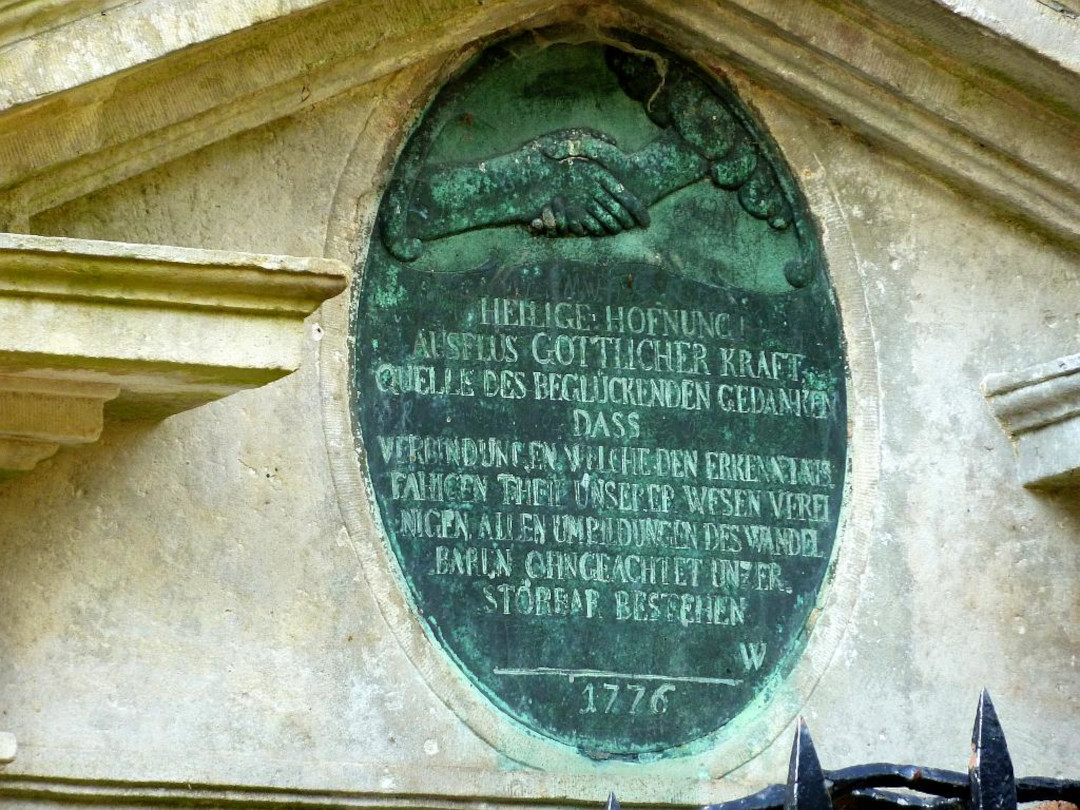 HEILIGE HOFNUNG!
AUSFLUS GÖTTLICHER KRAFT,
QUELLE DES BEGLÜCKENDEN GEDANKEN
DASS
VERBINDUNGEN, WELCHE DEN ERKENNTNIS
FÄHIGEN THEIL UNSERER WESEN VEREI
NIGEN, ALLEN UMBILDUNGEN DES WANDEL
BAREN OHNGEACHTET UNZER
STÖRBAR BESTEHEN
W
1776